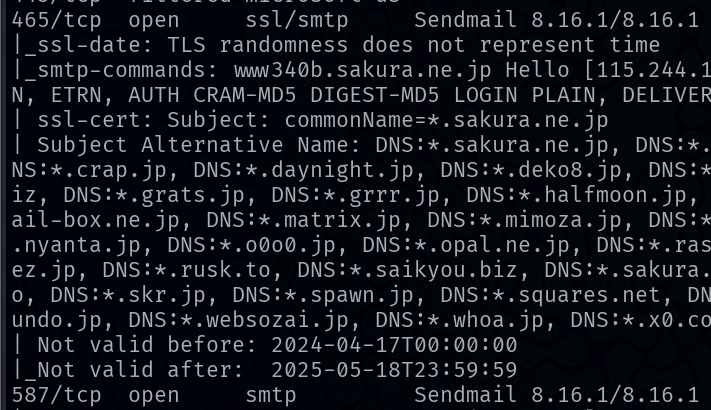 465/tcp open ssl/smtp Sendmail 8.16.1/8.16.1
|_ssl-date: TLS randomness does not represent time
|_smtp-commands: www340b.sakura.ne.jp Hello [115.244.1
N, ETRN, AUTH CRAM-MD5 DIGEST-MD5 LOGIN PLAIN, DELIVER
| ssl-cert: Subject: commonName=*.sakura.ne.jp
| Subject Alternative Name: DNS:*.sakura.ne.jp, DNS:*.
NS:*.crap.jp, DNS:*.daynight.jp, DNS:*.deko8.jp, DNS:*
iz, DNS:*.grats.jp, DNS:*.grrr.jp, DNS:*.halfmoon.jp,
ail-box.ne.jp, DNS:*.matrix.jp, DNS:*.mimoza.jp, DNS:*
.nyanta.jp, DNS:*.o0o0.jp, DNS:*.opal.ne.jp, DNS:*.ras
ez.jp, DNS:*.rusk.to, DNS:*.saikyou.biz, DNS:*.sakura.
o, DNS:*.skr.jp, DNS:*.spawn.jp, DNS:*.squares.net, DN
undo.jp, DNS:*.websozai.jp, DNS:*.whoa.jp, DNS:*.x0.co
| Not valid before: 2024-04-17T00:00:00
|_Not valid after: 2025-05-18T23:59:59
587/tcp open smtp Sendmail 8.16.1/8.16.1